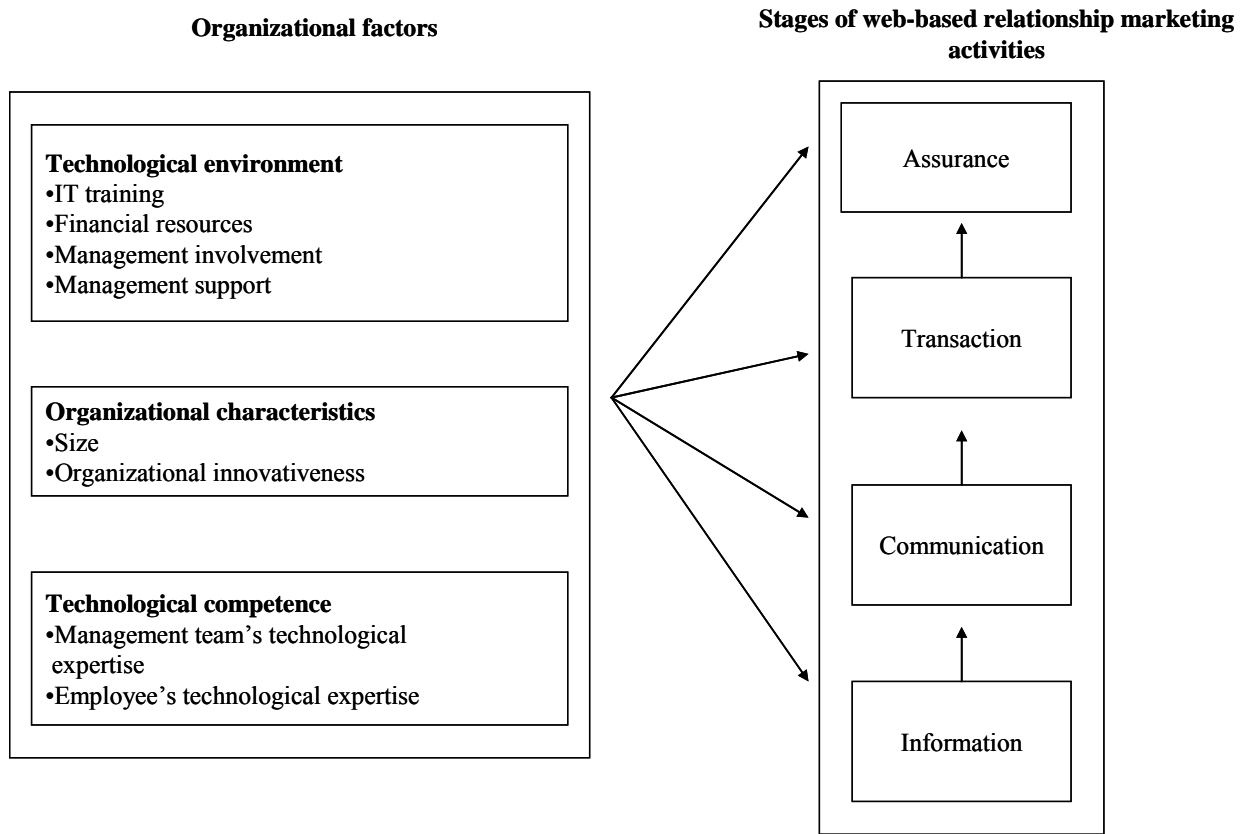 Organizational factors
Stages of web-based relationship marketing
activities
Technological environment
•IT training
•Financial resources
•Management involvement
•Management support
Organizational characteristics
•Size
•Organizational innovativeness
Technological competence
•Management team’s technological
expertise
•Employee’s technological expertise
Assurance
Transaction
Communication
Information